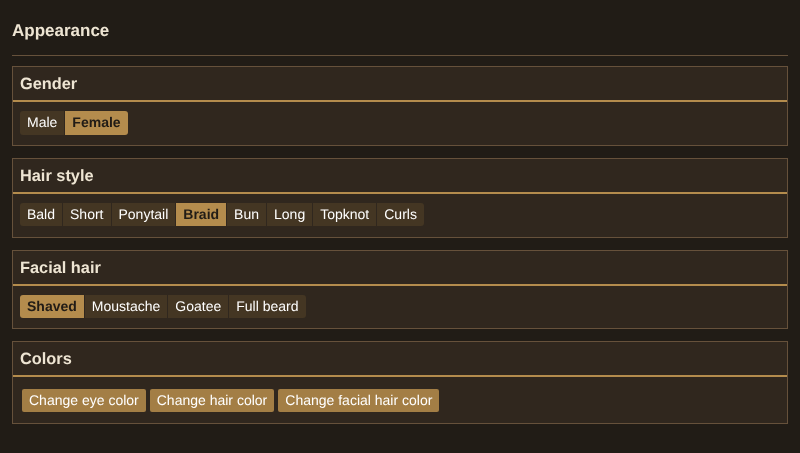 Appearance
Gender
Male Female
Hair style
Bald Short Ponytail Braid Bun Long Topknot Curls
Facial hair
Shaved Moustache Goatee Full beard
Colors
Change eye color Change hair color Change facial hair color